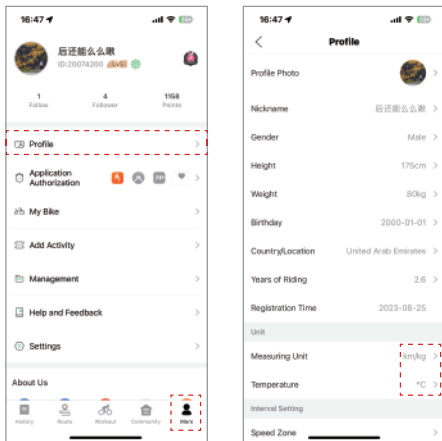 16:47
后还能么么瞅
ID:20074200
1
4
1158
Follow
Follower
Points
Profile
Application
Authorization
TP
My Bike
Add Activity
Management
Help and Feedback
Settings
About Us
History
Route
Workout
Community
More
16:47
Profile
Profile Photo
Nickname 后还能么么瞅
Gender Male
Height 175cm
Weight 80kg
Birthday 2000-01-01
Country/Location United Arab Emirates
Years of Riding 2.6
Registration Time 2023-08-25
Unit
Measuring Unit km/kg
Temperature °C
Interval Setting
Speed Zone